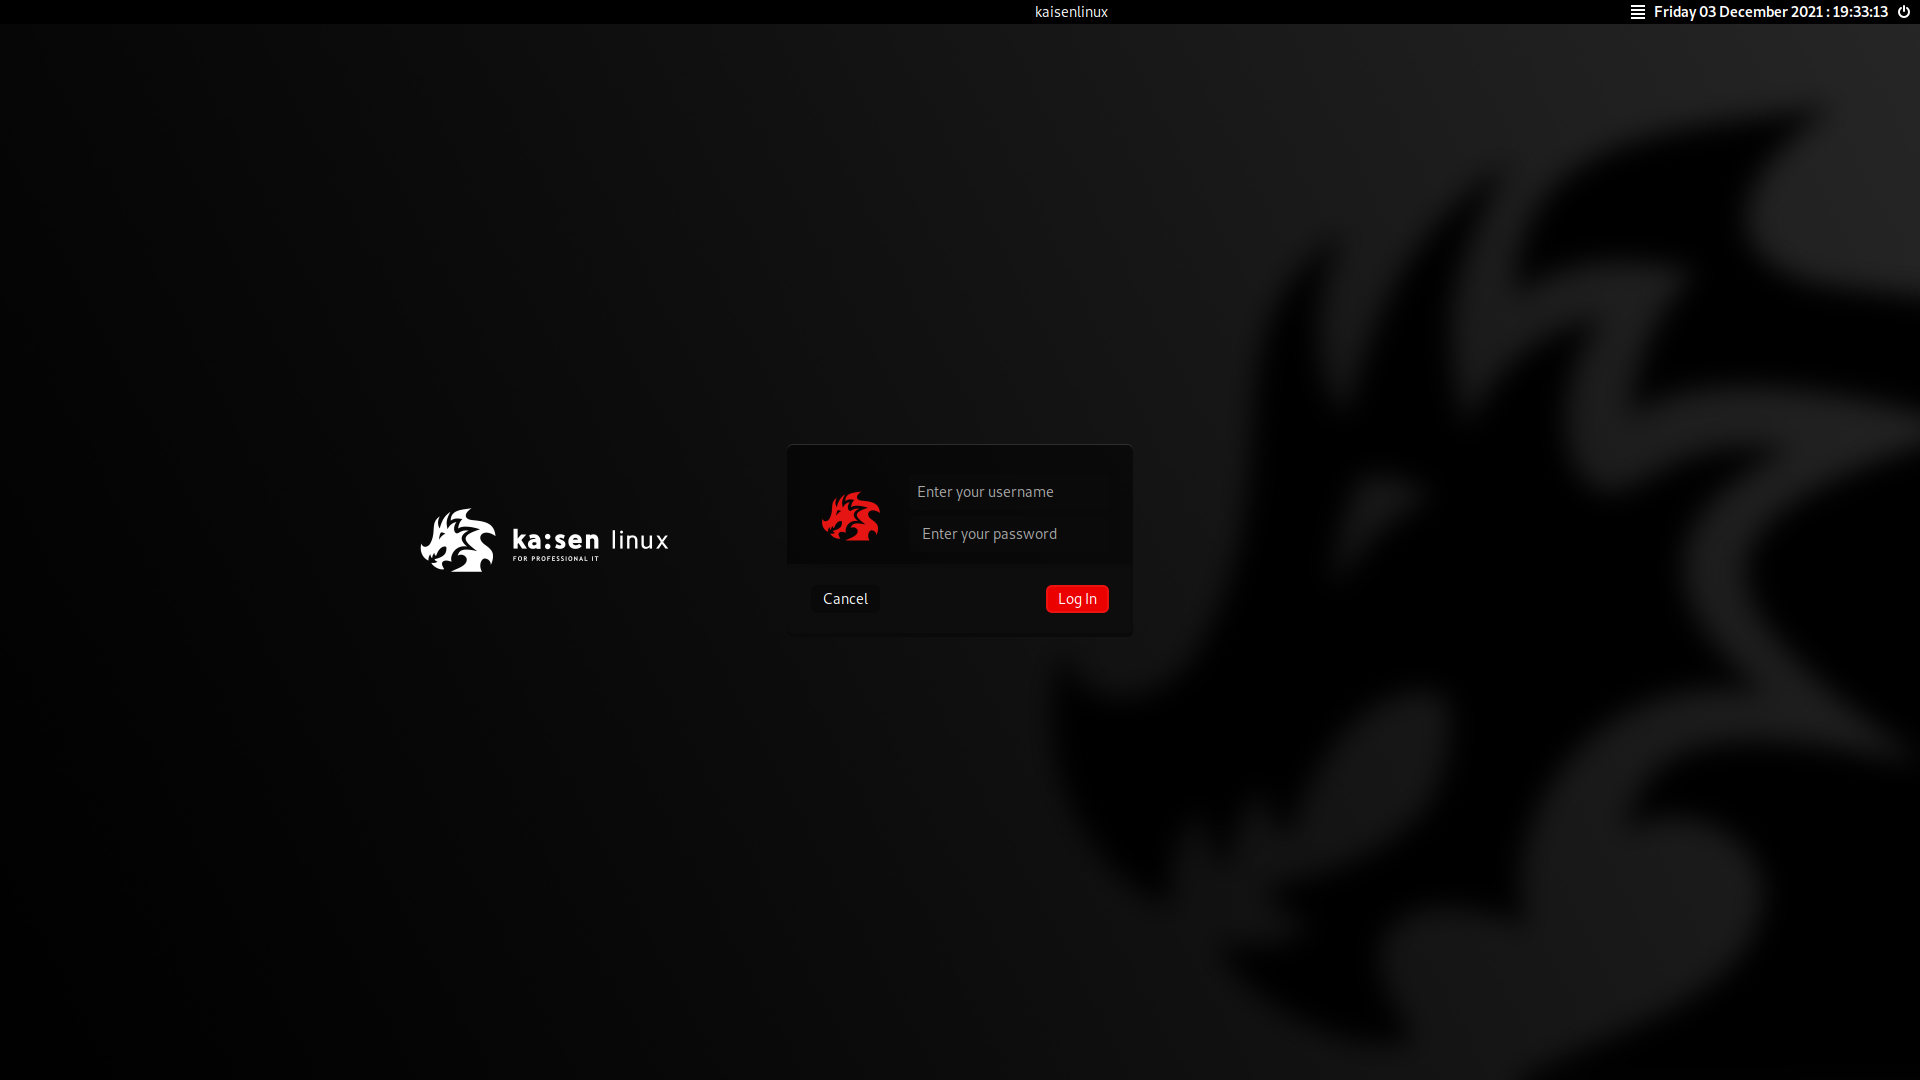 kaisenlinux
Friday 03 December 2021 : 19:33:13
ka:sen linux
FOR PROFESSIONAL IT
Enter your username
Enter your password
Cancel
Log In